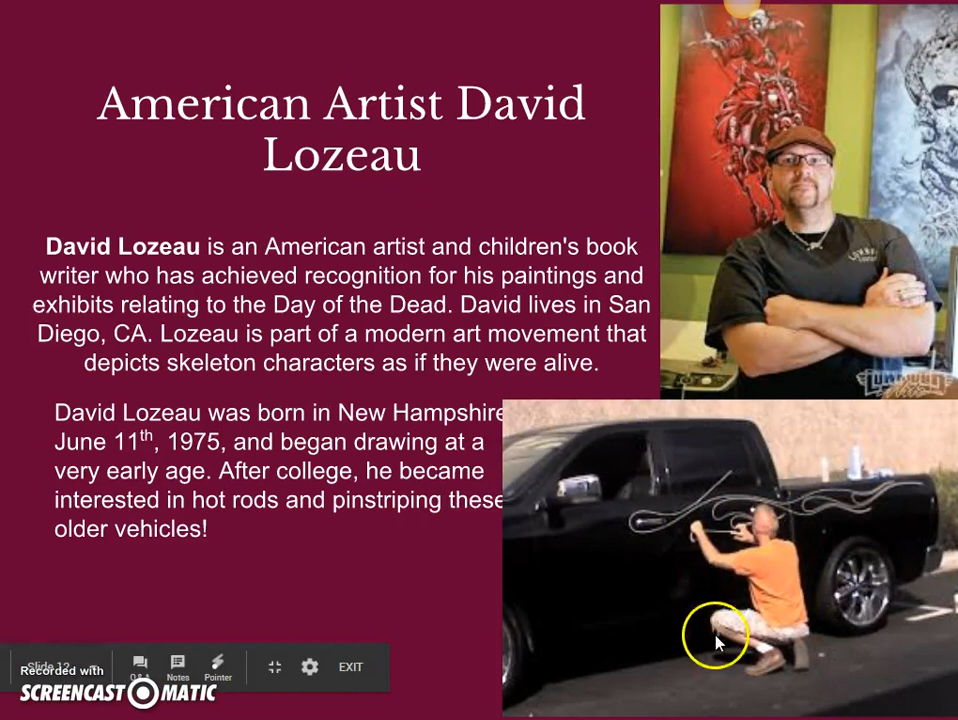 American Artist David
Lozeau
David Lozeau is an American artist and children's book
writer who has achieved recognition for his paintings and
exhibits relating to the Day of the Dead. David lives in San
Diego, CA. Lozeau is part of a modern art movement that
depicts skeleton characters as if they were alive.
David Lozeau was born in New Hampshire
June 11th, 1975, and began drawing at a
very early age. After college, he became
interested in hot rods and pinstriping these
older vehicles!
Slide 12
Q & A
Notes
Pointer
EXIT
Recorded with
SCREENCAST MATIC